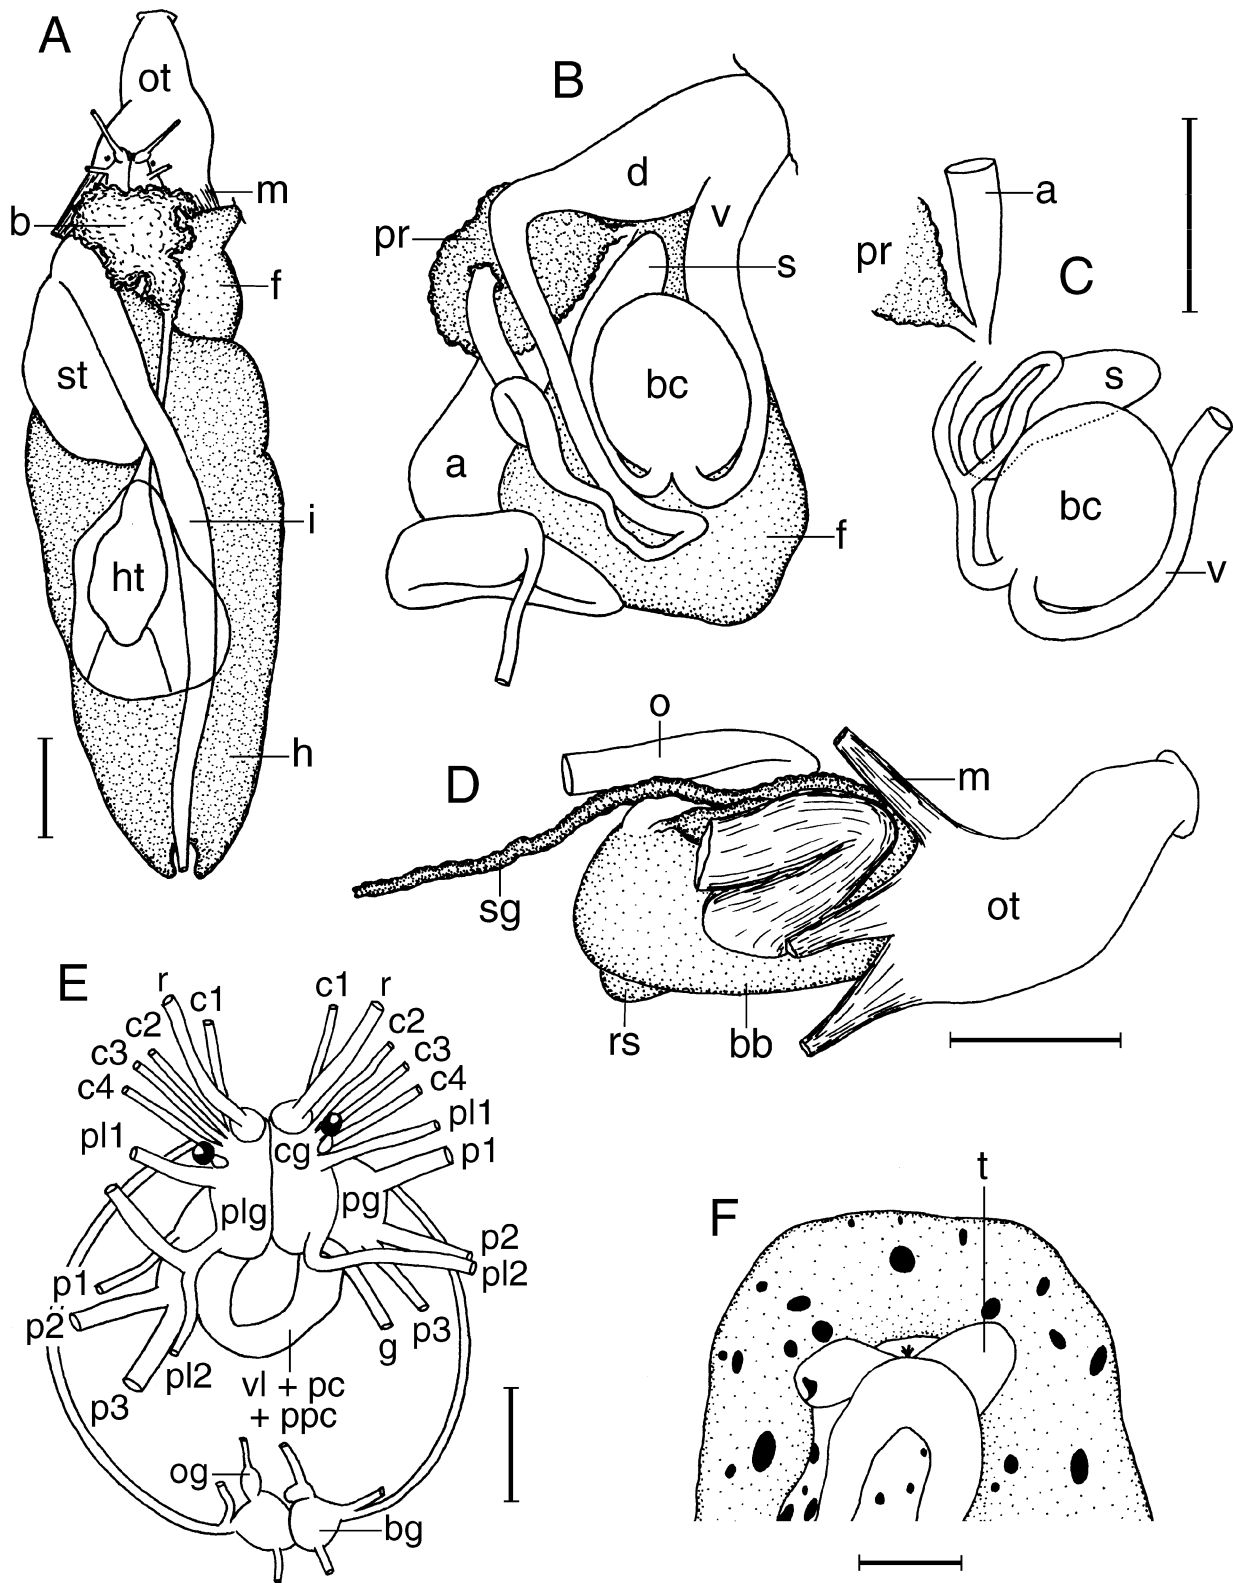 A
ot
m
b
f
st
i
ht
h
B
d
v
pr
s
bc
a
f
a
pr
C
s
bc
v
o
D
m
sg
ot
rs
bb
E
r
c1
c1
r
c2
c2
c3
c3
c4
c4
pl1
pl1
cg
p1
plg
pg
p2
p1
pl2
p2
p3
g
pl2
p3
vl + pc
+ ppc
og
bg
t
F